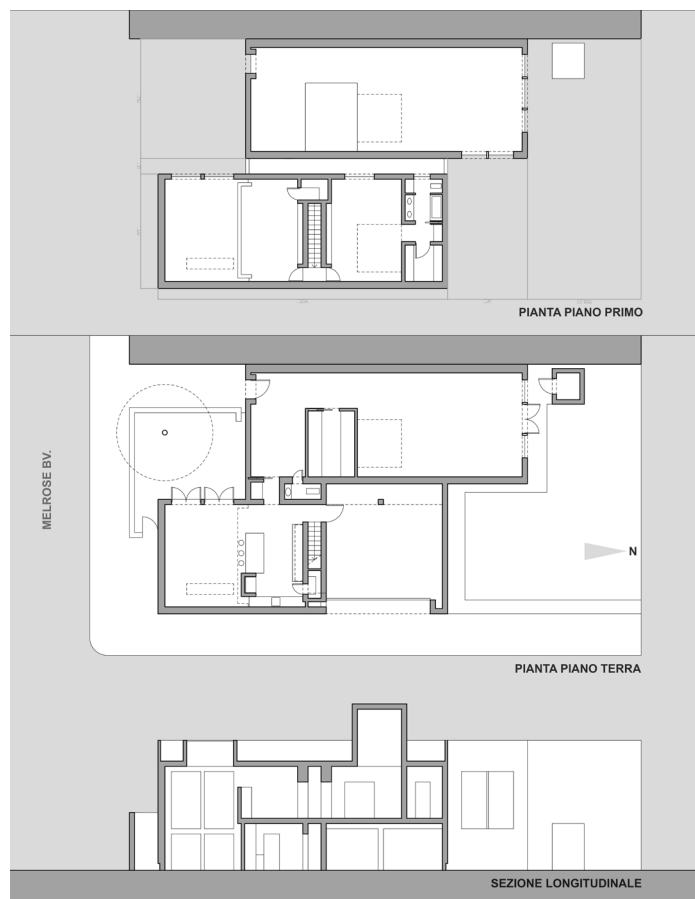 PIANTA PIANO PRIMO
MELROSE BV.
N
PIANTA PIANO TERRA
SEZIONE LONGITUDINALE